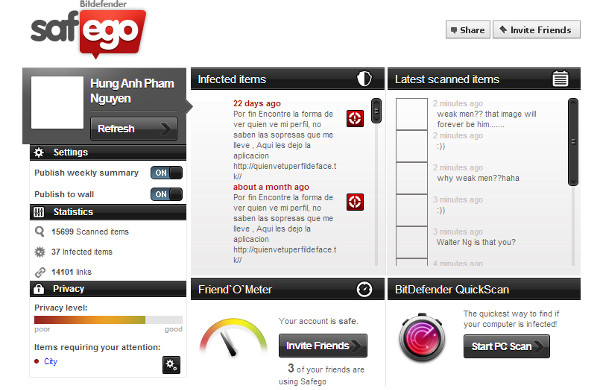 Bitdefender
safego
Share
Invite Friends
Hung Anh Pham
Nguyen
Refresh
Settings
Publish weekly summary
ON
Publish to wall
ON
Statistics
15699 Scanned items
37 Infected items
14101 links
Privacy
Privacy level:
poor
good
Items requiring your attention:
City
Infected items
22 days ago
Por fin Encontre la forma de
ver quien ve mi perfil, no
saben las sopresas que me
lleve , Aqui les dejo la
aplicacion
http://quienvetuperfildeface.t
k//
about a month ago
Por fin Encontre la forma de
ver quien ve mi perfil, no
saben las sopresas que me
lleve , Aqui les dejo la
aplicacion
http://quienvetuperfildeface.t
k//
Latest scanned items
2 minutes ago
weak men?? that image will
forever be him.......
2 minutes ago
:))
2 minutes ago
why weak men??haha
3 minutes ago
:))
3 minutes ago
Walter Ng is that you?
4 minutes ago
Friend`O`Meter
Your account is safe.
Invite Friends
3 of your friends are
using Safego
BitDefender QuickScan
The quickest way to find if
your computer is infected!
Start PC Scan